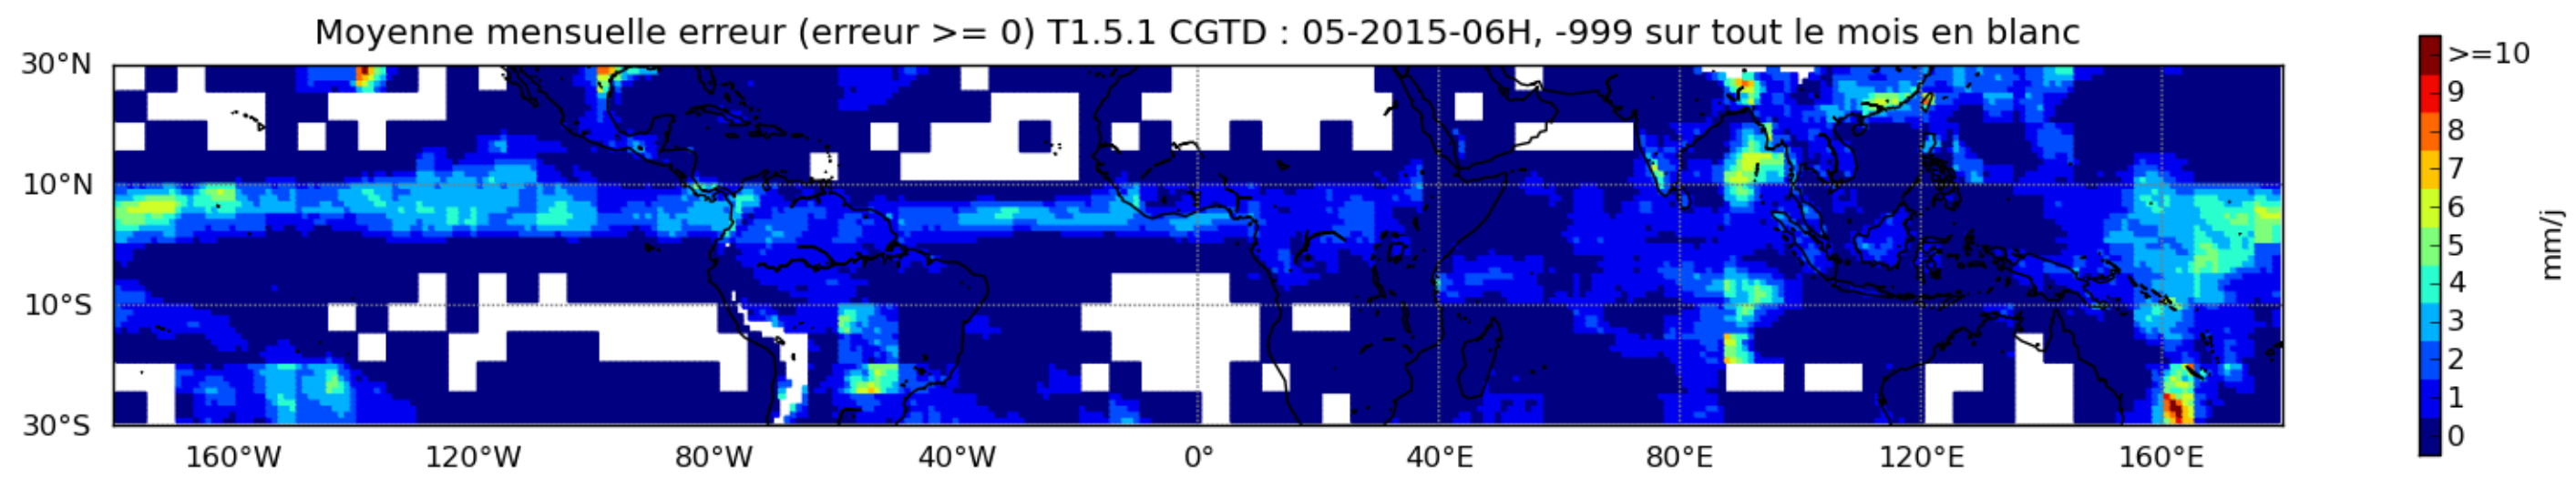 Moyenne mensuelle erreur (erreur >= 0) T1.5.1 CGTD : 05-2015-06H, -999 sur tout le mois en blanc
30°N
10°N
10°S
30°S
160°W 120°W 80°W 40°W 0° 40°E 80°E 120°E 160°E
>=10
9
8
7
6
5
4
3
2
1
0
mm/j